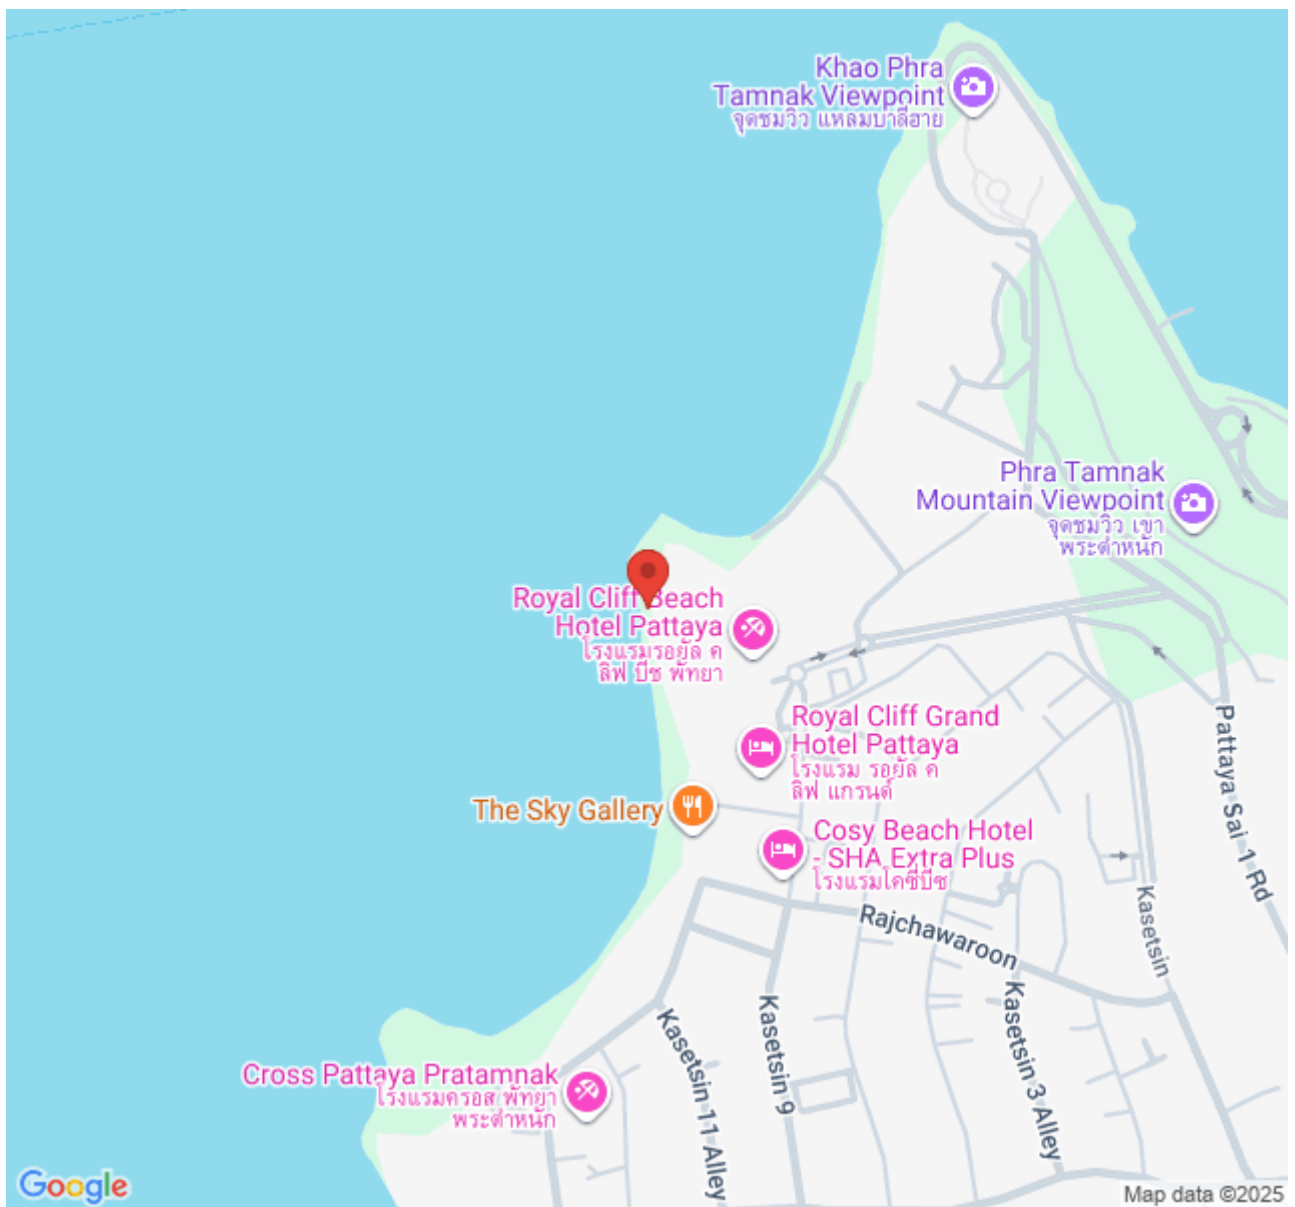 Khao Phra
Tamnak Viewpoint
จุดชมวิว แหลมบาลีฮาย
Phra Tamnak
Mountain Viewpoint
จุดชมวิว เขา
พระตำหนัก
Royal Cliff Beach
Hotel Pattaya
โรงแรมรอยัล ค
ลิฟ บีช พัทยา
Royal Cliff Grand
Hotel Pattaya
โรงแรม รอยัล ค
ลิฟ แกรนด์
Pattaya Sai 1 Rd
The Sky Gallery
Cosy Beach Hotel
- SHA Extra Plus
โรงแรมโคซี่บีช
Rajchawaroon
Kasetsin
Kasetsin 11 Alley
Kasetsin 9
Kasetsin 3 Alley
Cross Pattaya Pratamnak
โรงแรมครอส พัทยา
พระตำหนัก
Google
Map data ©2025